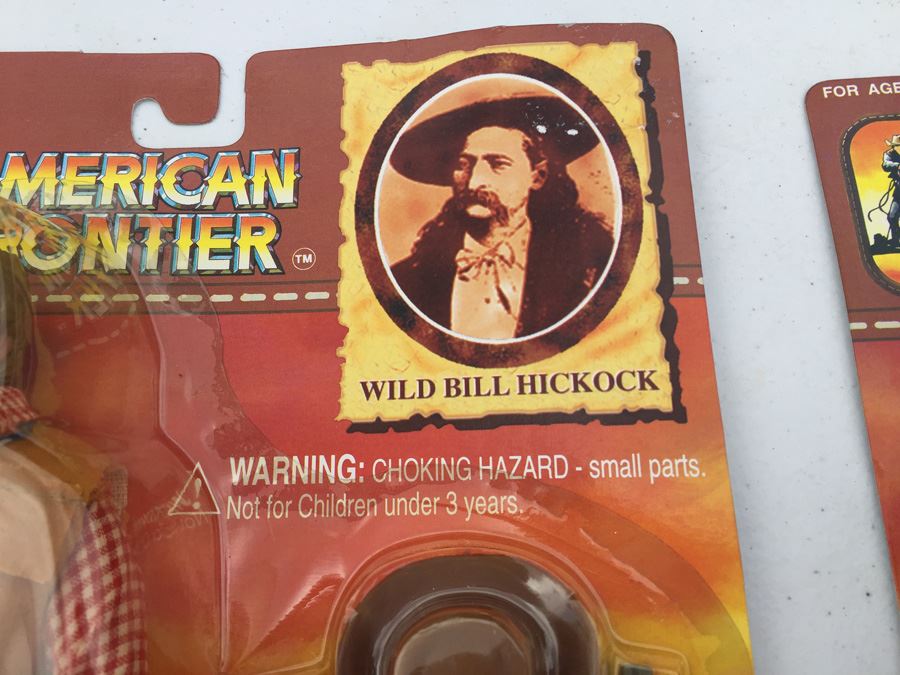 MERICAN
RONTIER
TM
WILD BILL HICKOCK
WARNING: CHOKING HAZARD - small parts.
Not for Children under 3 years.
FOR AGE